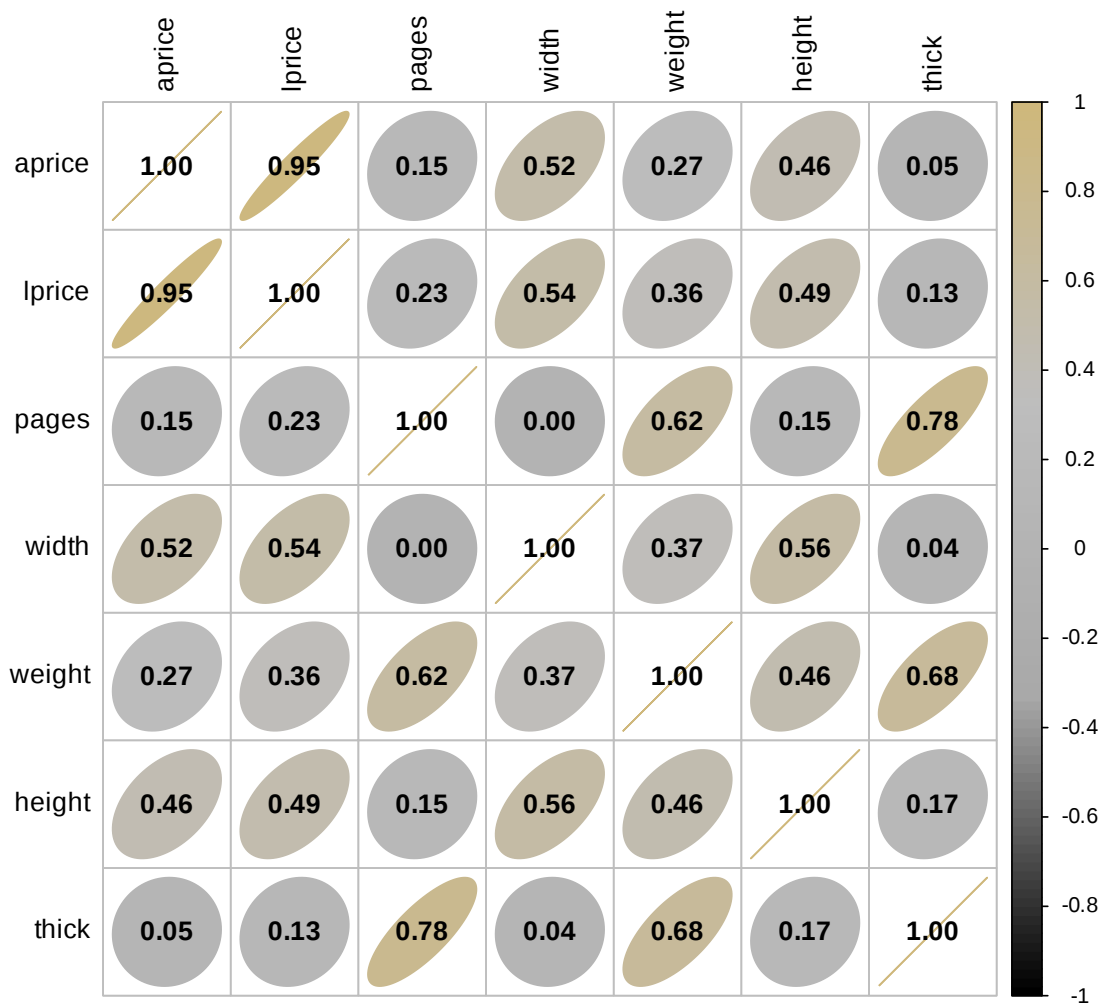 aprice lprice pages width weight height thick
aprice 1.00 0.95 0.15 0.52 0.27 0.46 0.05
lprice 0.95 1.00 0.23 0.54 0.36 0.49 0.13
pages 0.15 0.23 1.00 0.00 0.62 0.15 0.78
width 0.52 0.54 0.00 1.00 0.37 0.56 0.04
weight 0.27 0.36 0.62 0.37 1.00 0.46 0.68
height 0.46 0.49 0.15 0.56 0.46 1.00 0.17
thick 0.05 0.13 0.78 0.04 0.68 0.17 1.00
1
0.8
0.6
0.4
0.2
0
-0.2
-0.4
-0.6
-0.8
-1